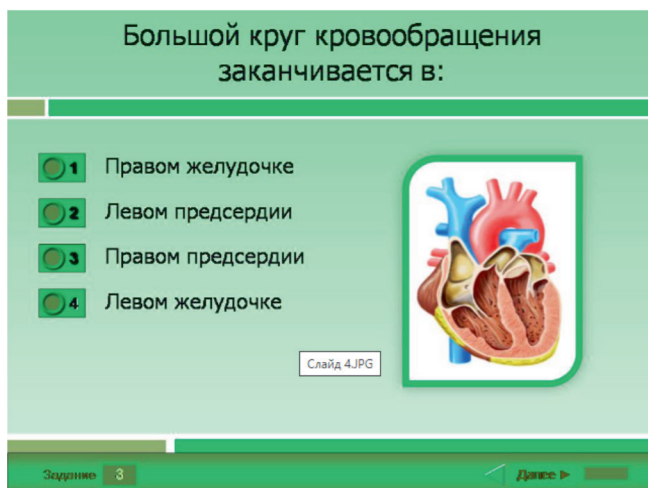 Большой круг кровообращения
заканчивается в:
1 Правом желудочке
2 Левом предсердии
3 Правом предсердии
4 Левом желудочке
Слайд 4.JPG
Задание 3 Далее